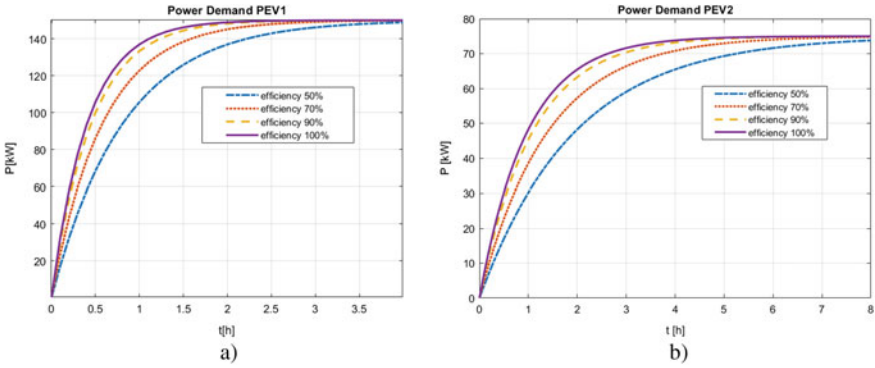 Power Demand PEV1
P[kW]
140
120
100
80
60
40
20
efficiency 50%
efficiency 70%
efficiency 90%
efficiency 100%
0 0.5 1 1.5 2 2.5 3 3.5
t[h]
a)
Power Demand PEV2
P [kW]
80
70
60
50
40
30
20
10
0
efficiency 50%
efficiency 70%
efficiency 90%
efficiency 100%
0 1 2 3 4 5 6 7 8
t [h]
b)